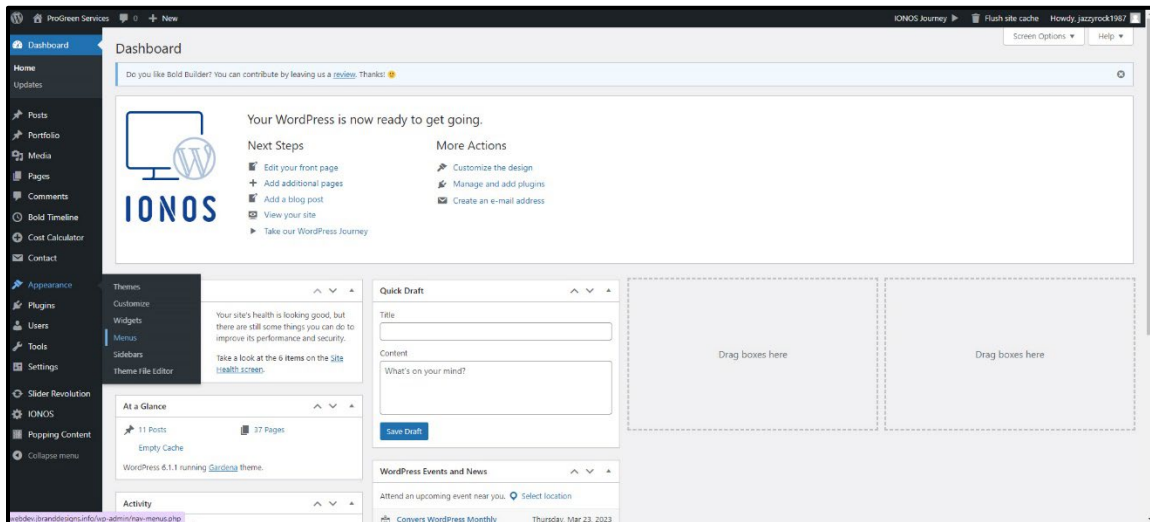 ProGreen Services 0 + New
IONOS Journey Flush site cache Howdy, jazzyrock1987
Screen Options Help
Dashboard
Home
Updates
Posts
Portfolio
Media
Pages
Comments
Bold Timeline
Cost Calculator
Contact
Appearance
Plugins
Users
Tools
Settings
Slider Revolution
IONOS
Popping Content
Collapse menu
Themes
Customize
Widgets
Menus
Sidebars
Theme File Editor
Dashboard
Do you like Bold Builder? You can contribute by leaving us a review. Thanks!
IONOS
Your WordPress is now ready to get going.
Next Steps
Edit your front page
Add additional pages
Add a blog post
View your site
Take our WordPress Journey
More Actions
Customize the design
Manage and add plugins
Create an e-mail address
Your site's health is looking good, but
there are still some things you can do to
improve its performance and security.
Take a look at the 6 items on the Site
Health screen.
At a Glance
11 Posts 37 Pages
Empty Cache
WordPress 6.1.1 running Gardena theme.
Activity
Quick Draft
Title
Content
What's on your mind?
Save Draft
WordPress Events and News
Attend an upcoming event near you. Select location
Conyers WordPress Monthly Thursday, Mar 23, 2023
Drag boxes here
Drag boxes here
webdev.ibranddesigns.info/wp-admin/nav-menus.php